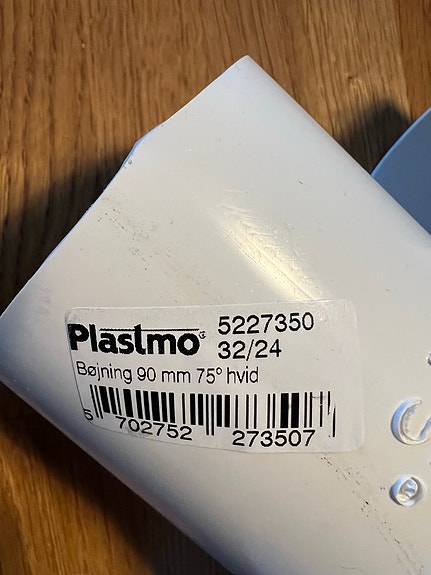 Plastmo® 5227350
32/24
Bøjning 90 mm 75° hvid
5 702752 273507